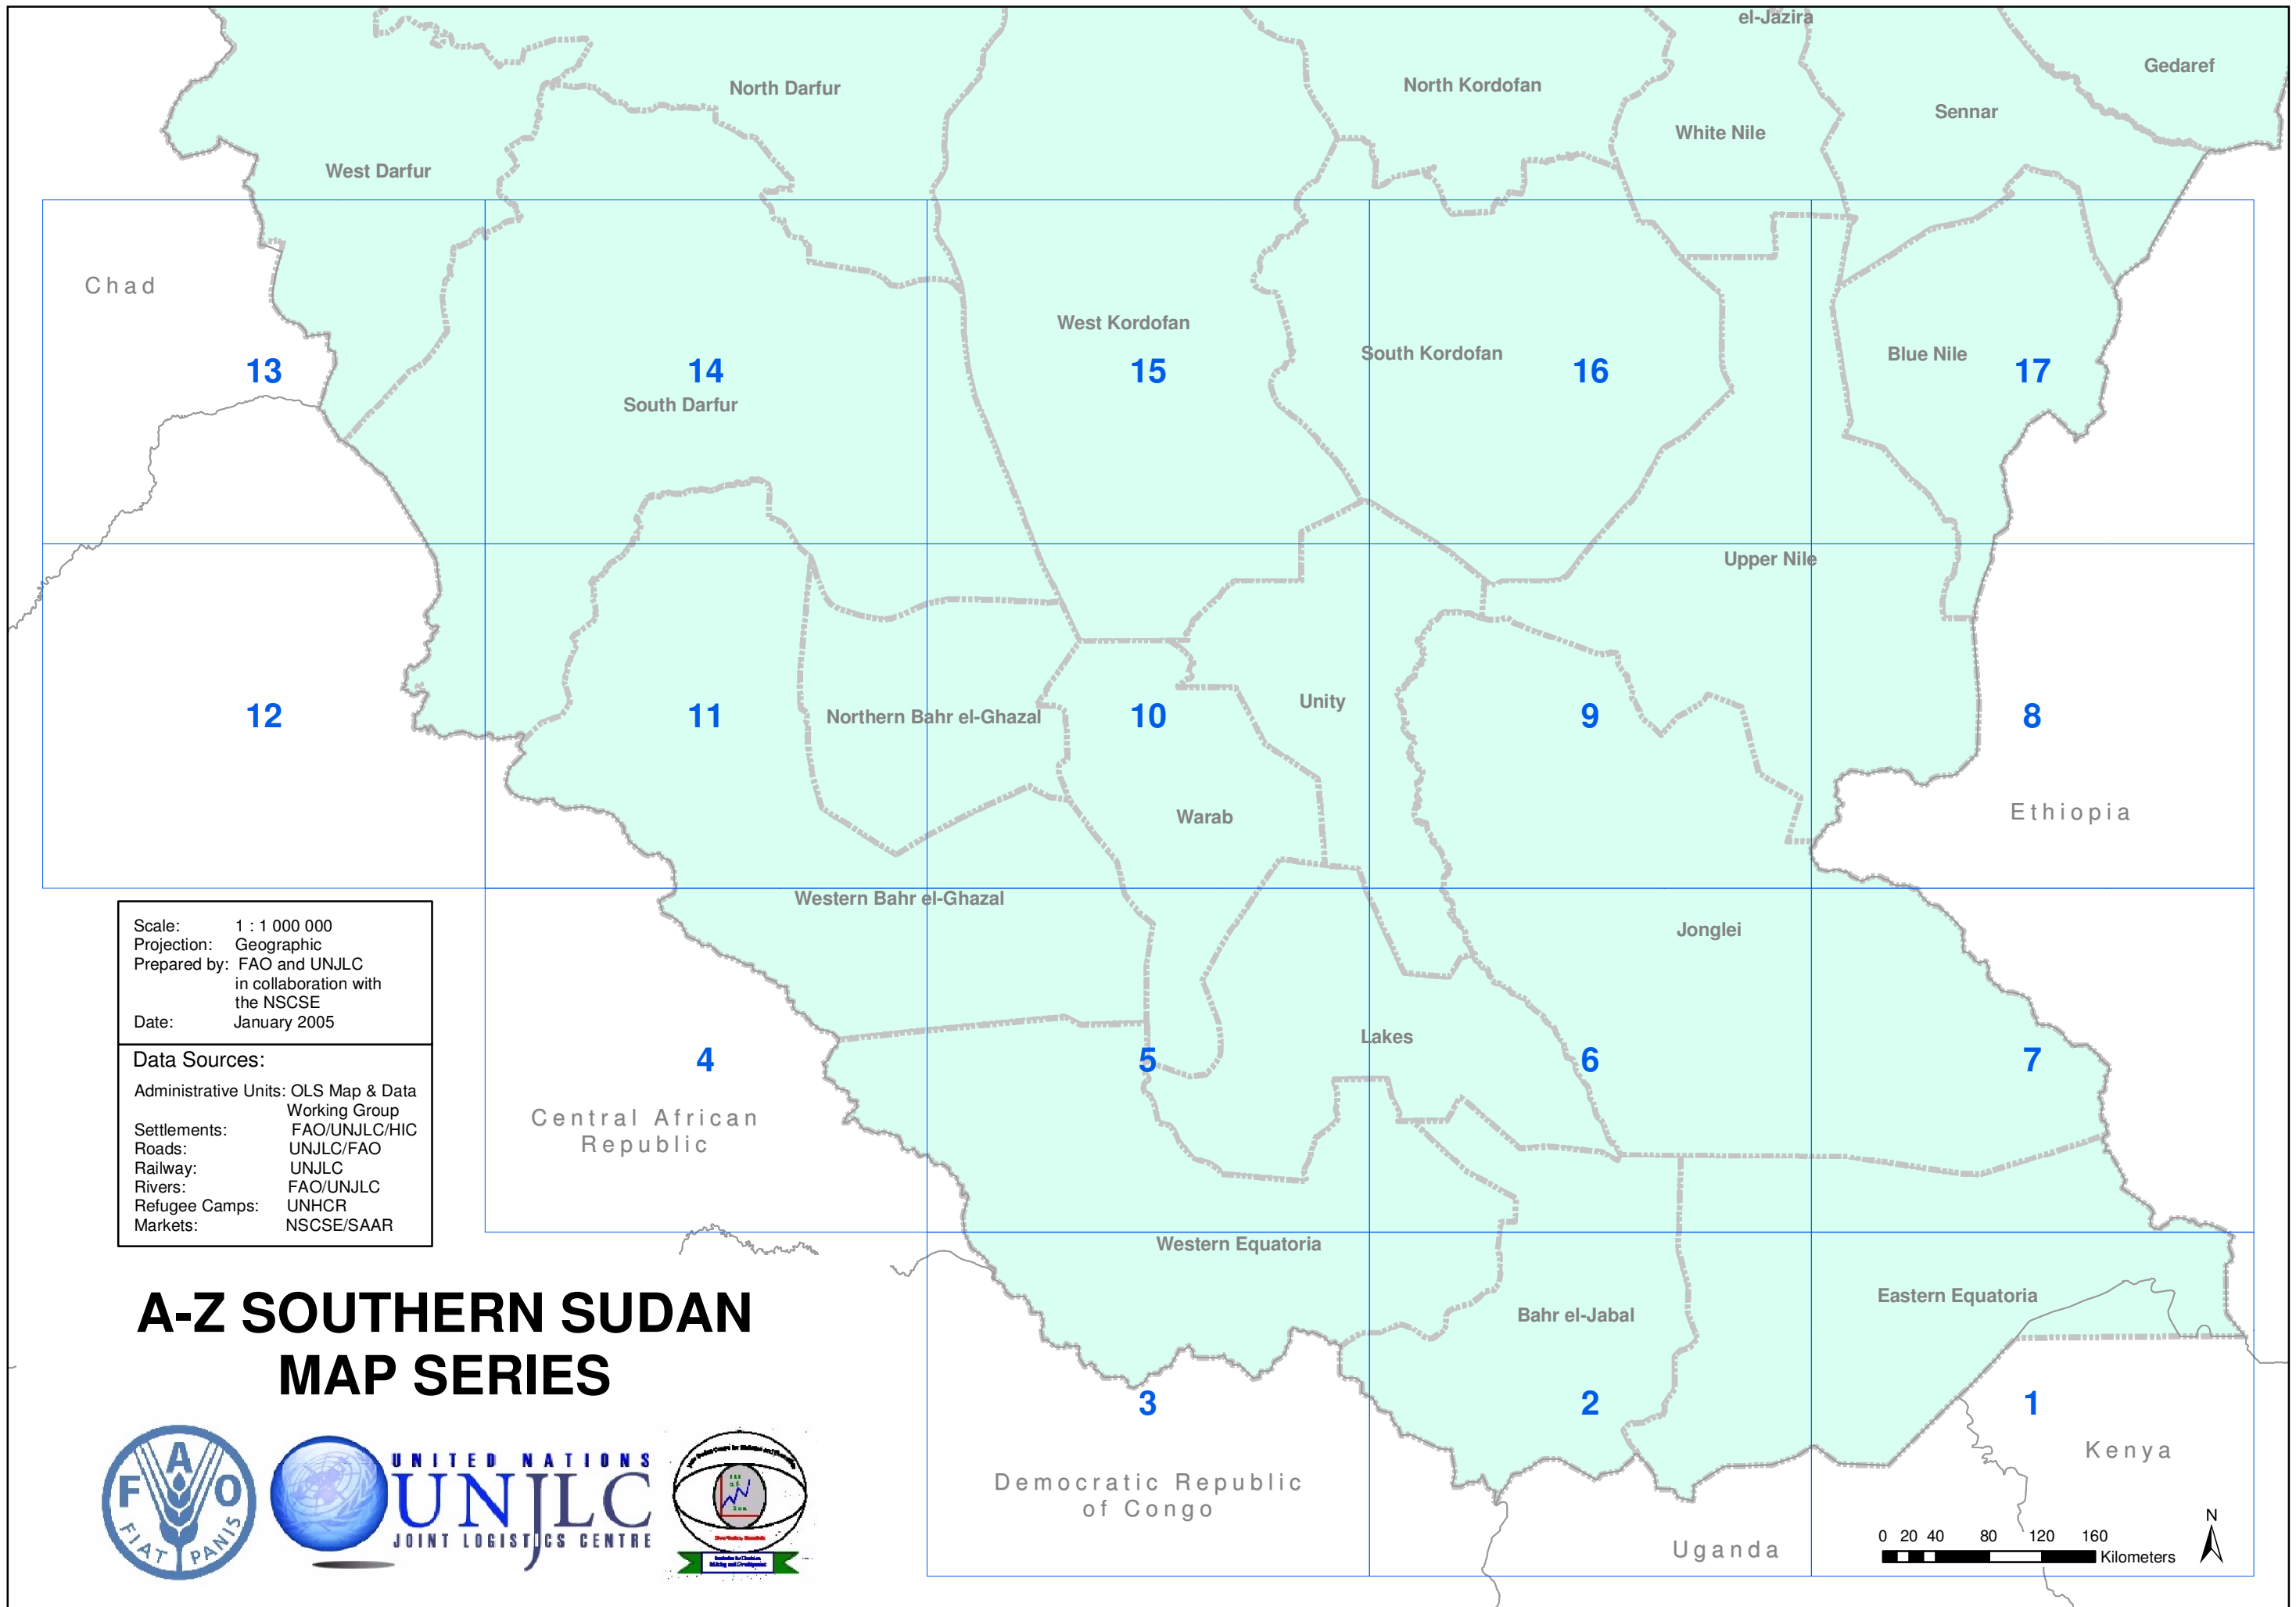 el-Jazira
Gedaref
North Darfur
North Kordofan
Sennar
White Nile
West Darfur
Chad
West Kordofan
South Kordofan
Blue Nile
13
14
15
16
17
South Darfur
Upper Nile
Unity
12
11
Northern Bahr el-Ghazal
10
9
8
Warab
Ethiopia
Western Bahr el-Ghazal
Jonglei
Lakes
4
5
6
7
Central African
Republic
Western Equatoria
Eastern Equatoria
Bahr el-Jabal
3
2
1
Kenya
Democratic Republic
of Congo
Uganda
Scale: 1 : 1 000 000
Projection: Geographic
Prepared by: FAO and UNJLC
in collaboration with
the NSCSE
Date: January 2005
Data Sources:
Administrative Units: OLS Map & Data
Working Group
Settlements: FAO/UNJLC/HIC
Roads: UNJLC/FAO
Railway: UNJLC
Rivers: FAO/UNJLC
Refugee Camps: UNHCR
Markets: NSCSE/SAAR
A-Z SOUTHERN SUDAN
MAP SERIES
F A O
FIAT PANIS
UNITED NATIONS
UNJLC
JOINT LOGISTICS CENTRE
N
0 20 40 80 120 160
Kilometers